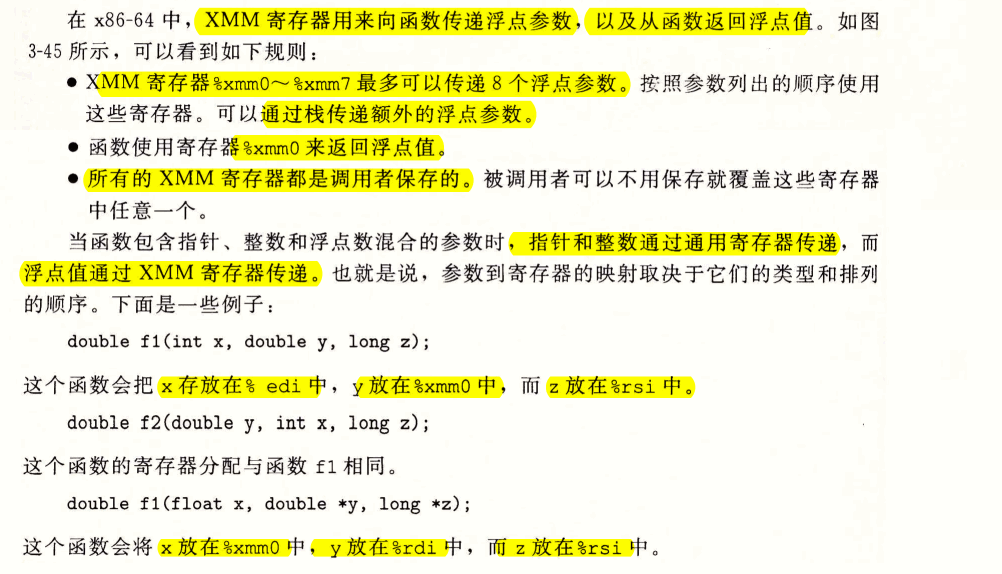 在 x86-64 中，XMM 寄存器用来向函数传递浮点参数，以及从函数返回浮点值。如图
3-45 所示，可以看到如下规则：
● XMM 寄存器%xmm0～%xmm7 最多可以传递 8 个浮点参数。按照参数列出的顺序使用
这些寄存器。可以通过栈传递额外的浮点参数。
● 函数使用寄存器%xmm0 来返回浮点值。
● 所有的 XMM 寄存器都是调用者保存的。被调用者可以不用保存就覆盖这些寄存器
中任意一个。
当函数包含指针、整数和浮点数混合的参数时，指针和整数通过通用寄存器传递，而
浮点值通过 XMM 寄存器传递。也就是说，参数到寄存器的映射取决于它们的类型和排列
的顺序。下面是一些例子：
double f1(int x, double y, long z);
这个函数会把 x 存放在% edi 中，y 放在%xmm0 中，而 z 放在%rsi 中。
double f2(double y, int x, long z);
这个函数的寄存器分配与函数 f1 相同。
double f1(float x, double *y, long *z);
这个函数会将 x 放在%xmm0 中，y 放在%rdi 中，而 z 放在%rsi 中。